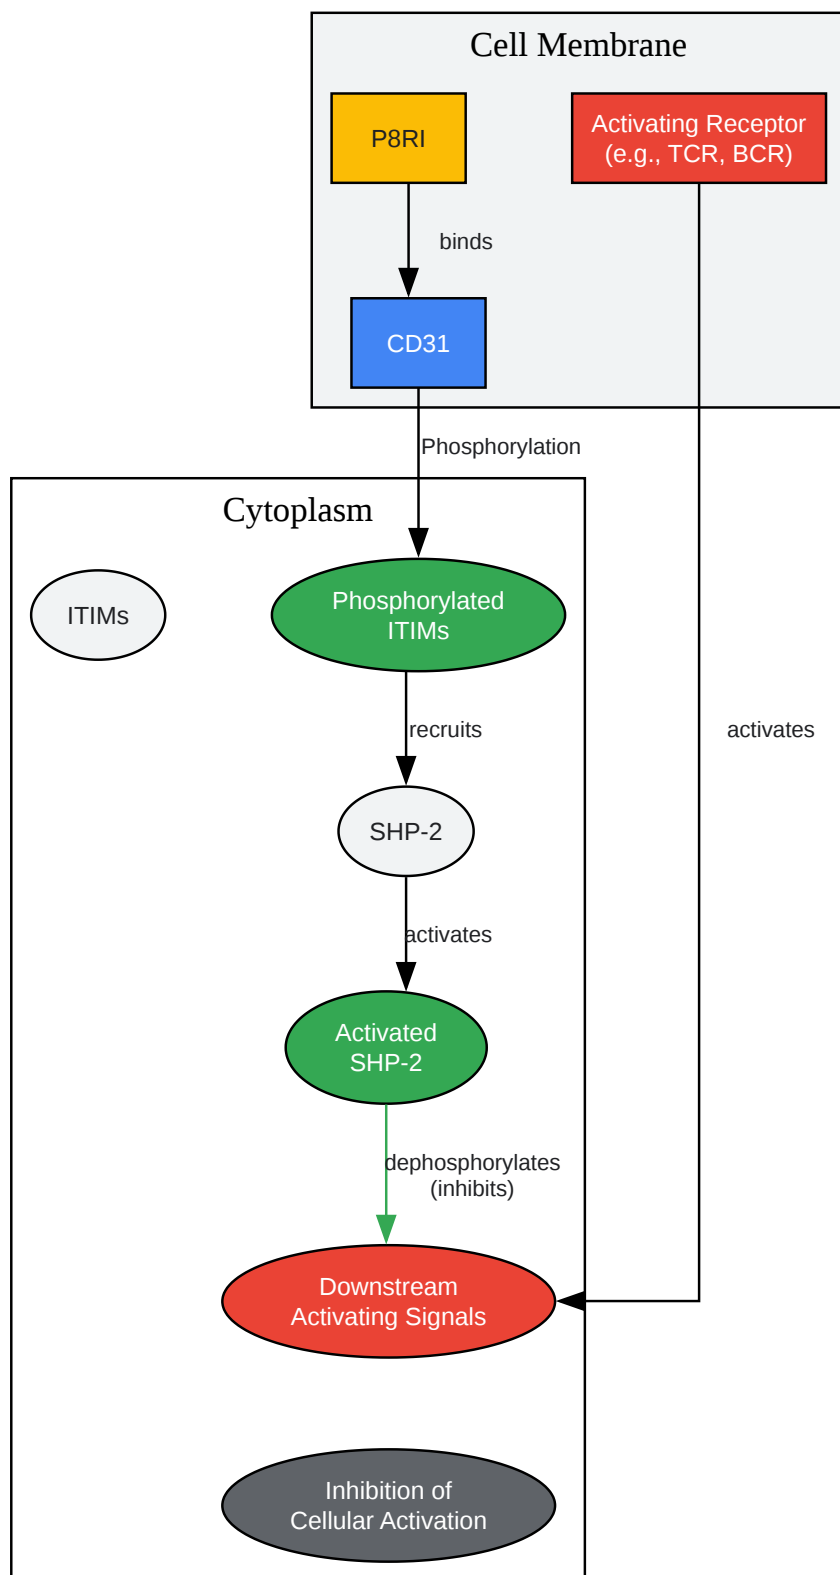 Cell Membrane
P8RI
Activating Receptor
(e.g., TCR, BCR)
binds
CD31
Phosphorylation
Cytoplasm
ITIMs
Phosphorylated
ITIMs
recruits
activates
SHP-2
activates
Activated
SHP-2
dephosphorylates
(inhibits)
Downstream
Activating Signals
Inhibition of
Cellular Activation